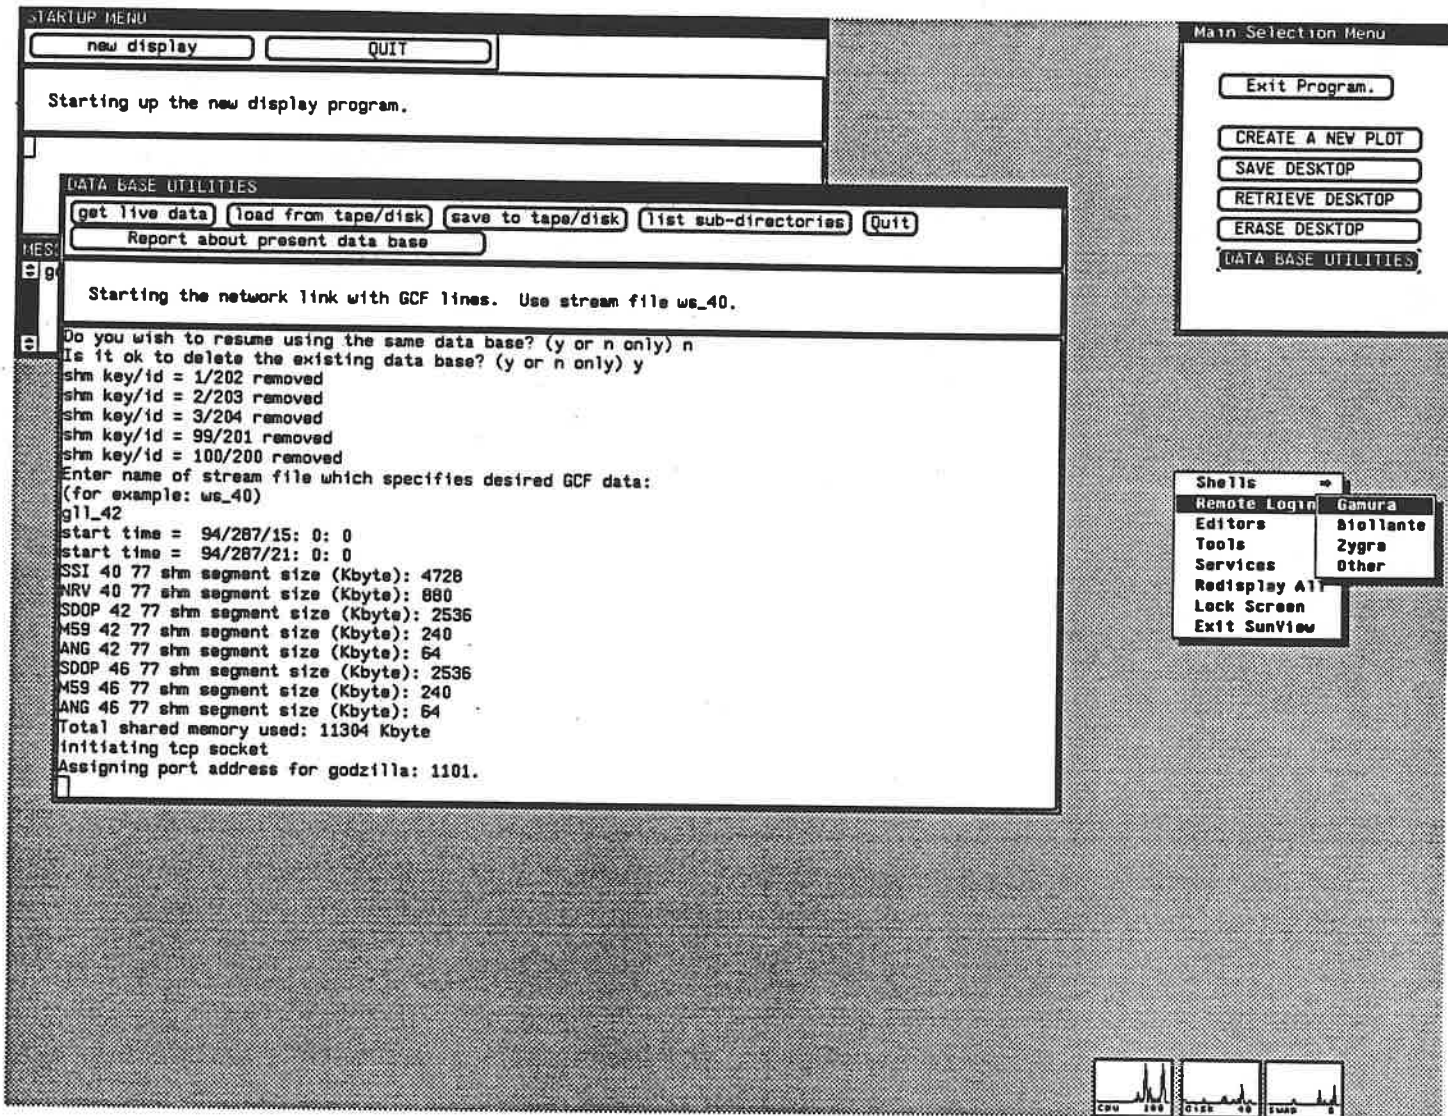 STARTUP MENU
new display
QUIT
Starting up the new display program.
DATA BASE UTILITIES
get live data
load from tape/disk
save to tape/disk
list sub-directories
Quit
Report about present data base
Starting the network link with GCF lines. Use stream file ws_40.
Do you wish to resume using the same data base? (y or n only) n
Is it ok to delete the existing data base? (y or n only) y
shm key/id = 1/202 removed
shm key/id = 2/203 removed
shm key/id = 3/204 removed
shm key/id = 99/201 removed
shm key/id = 100/200 removed
Enter name of stream file which specifies desired GCF data:
(for example: ws_40)
gll_42
start time = 94/287/15: 0: 0
start time = 94/287/21: 0: 0
SSI 40 77 shm segment size (Kbyte): 4728
NRV 40 77 shm segment size (Kbyte): 880
SDOP 42 77 shm segment size (Kbyte): 2536
M59 42 77 shm segment size (Kbyte): 240
ANG 42 77 shm segment size (Kbyte): 64
SDOP 46 77 shm segment size (Kbyte): 2536
M59 46 77 shm segment size (Kbyte): 240
ANG 46 77 shm segment size (Kbyte): 64
Total shared memory used: 11304 Kbyte
initiating tcp socket
Assigning port address for godzilla: 1101.
MES
go
Main Selection Menu
Exit Program.
CREATE A NEW PLOT
SAVE DESKTOP
RETRIEVE DESKTOP
ERASE DESKTOP
DATA BASE UTILITIES
Shells ⇒
Remote Login
Editors
Tools
Services
Redisplay All
Lock Screen
Exit SunView
Gamura
Biollante
Zygra
Other
CPU 100
disk 40
swap 8